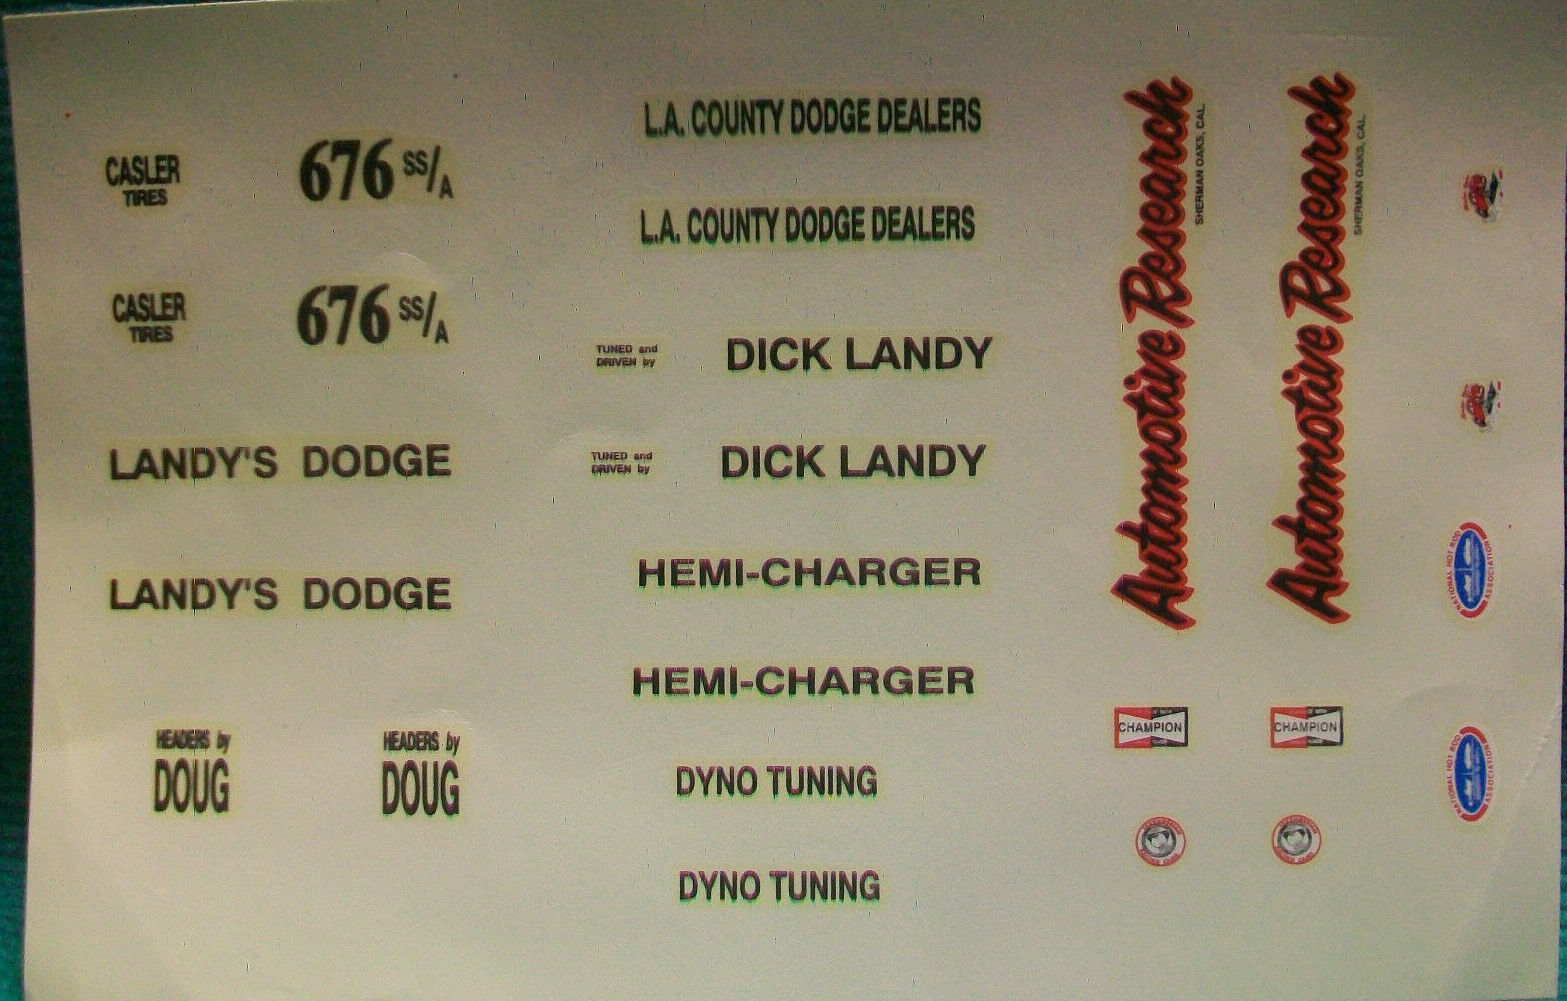 CASLER
TIRES
676 SS/A
CASLER
TIRES
676 SS/A
LANDY'S DODGE
LANDY'S DODGE
HEADERS by
DOUG
HEADERS by
DOUG
L.A. COUNTY DODGE DEALERS
L.A. COUNTY DODGE DEALERS
TUNED and
DRIVEN by
DICK LANDY
TUNED and
DRIVEN by
DICK LANDY
HEMI-CHARGER
HEMI-CHARGER
DYNO TUNING
DYNO TUNING
Automotive Research
SHERMAN OAKS, CAL.
Automotive Research
SHERMAN OAKS, CAL.
CHAMPION
CHAMPION
NATIONAL HOT ROD
ASSOCIATION
NATIONAL HOT ROD
ASSOCIATION